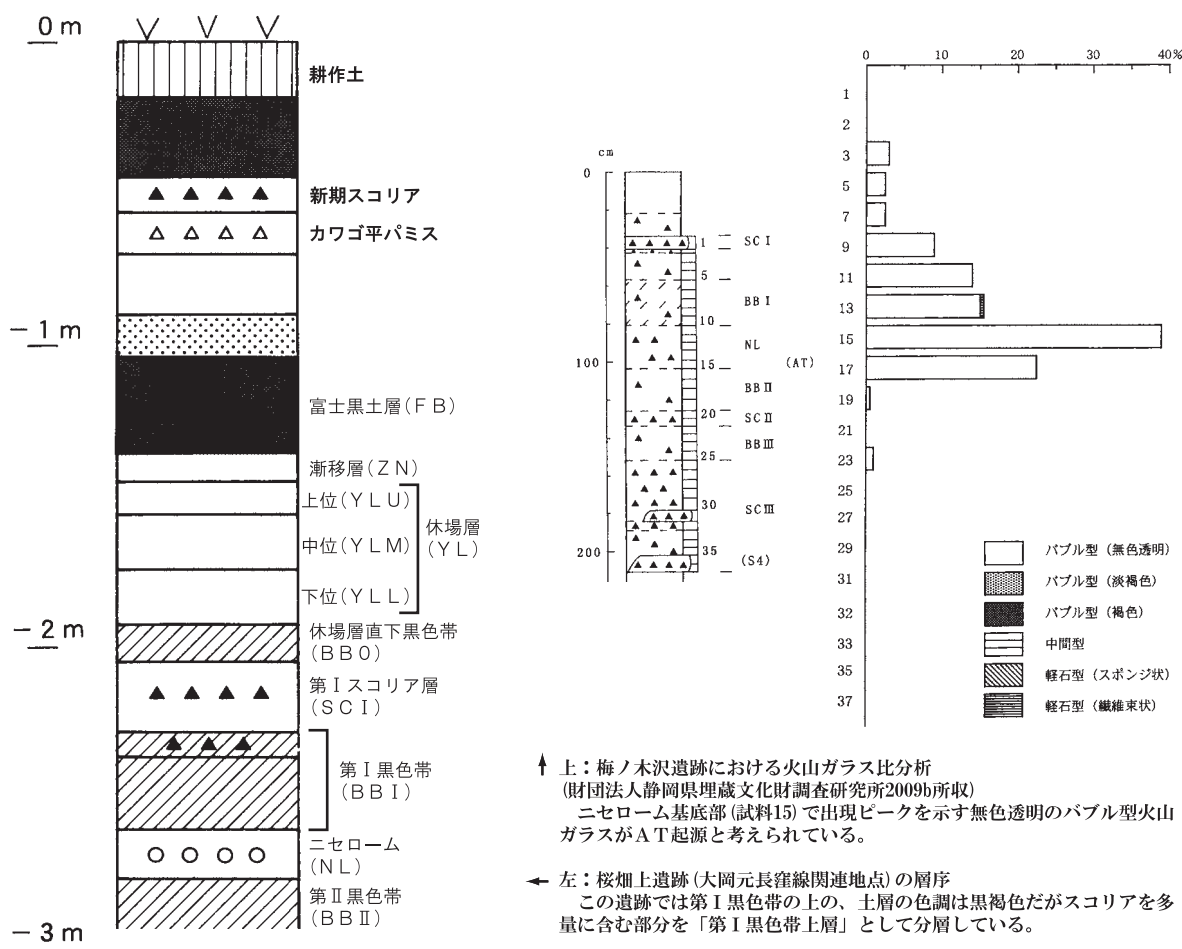 0 m
耕作土
新期スコリア
カワゴ平パミス
－1 m
富士黒土層(ＦＢ)
漸移層(ＺＮ)
上位(ＹＬＵ)
中位(ＹＬＭ)
下位(ＹＬＬ)
休場層
(ＹＬ)
－2 m
休場層直下黒色帯
(ＢＢ０)
第Ⅰスコリア層
(ＳＣⅠ)
第Ⅰ黒色帯
(ＢＢⅠ)
ニセローム
(ＮＬ)
第Ⅱ黒色帯
(ＢＢⅡ)
－3 m
cm
0
100
200
1
5
10
15
20
25
30
35
SCⅠ
BBⅠ
NL
BBⅡ
SCⅡ
BBⅢ
SCⅢ
(S4)
(AT)
0 10 20 30 40%
1
2
3
5
7
9
11
13
15
17
19
21
23
25
27
29
31
32
33
35
37
バブル型（無色透明）
バブル型（淡褐色）
バブル型（褐色）
中間型
軽石型（スポンジ状）
軽石型（繊維束状）
上：梅ノ木沢遺跡における火山ガラス比分析
(財団法人静岡県埋蔵文化財調査研究所2009b所収)
ニセローム基底部(試料15)で出現ピークを示す無色透明のバブル型火山
ガラスがＡＴ起源と考えられている。
左：桜畑上遺跡(大岡元長窪線関連地点)の層序
この遺跡では第Ⅰ黒色帯の上の、土層の色調は黒褐色だがスコリアを多
量に含む部分を「第Ⅰ黒色帯上層」として分層している。